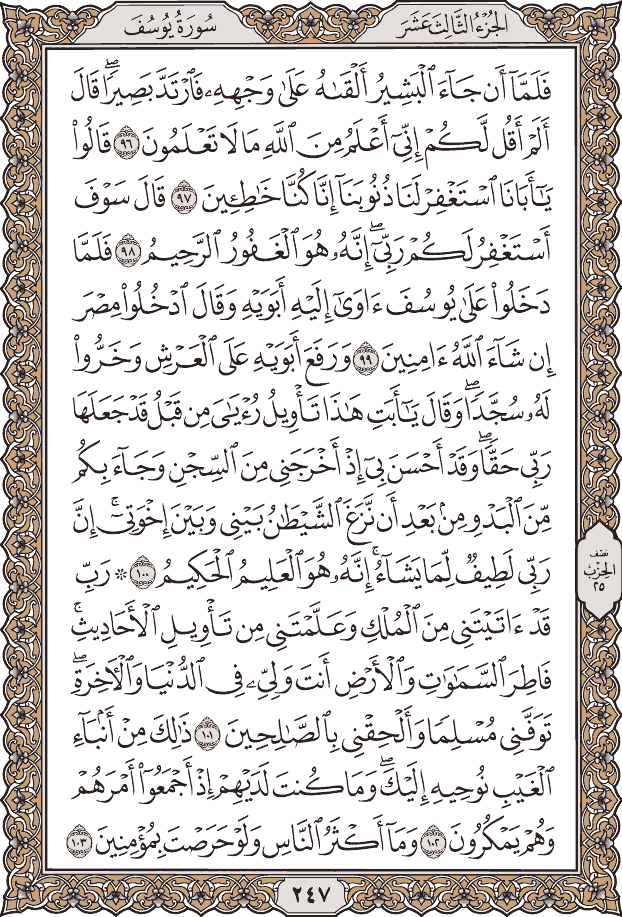 الجُزْءُ الثَّالِثَ عَشَرَ
سُورَةُ يُوسُفَ
فَلَمَّآ أَن جَآءَ ٱلْبَشِيرُ أَلْقَىٰهُ عَلَىٰ وَجْهِهِۦ فَٱرْتَدَّ بَصِيرًاۖ قَالَ
أَلَمْ أَقُل لَّكُمْ إِنِّيٓ أَعْلَمُ مِنَ ٱللَّهِ مَا لَا تَعْلَمُونَ ٩٦ قَالُوا۟
يَٰٓأَبَانَا ٱسْتَغْفِرْ لَنَا ذُنُوبَنَآ إِنَّا كُنَّا خَٰطِـِٔينَ ٩٧ قَالَ سَوْفَ
أَسْتَغْفِرُ لَكُمْ رَبِّيٓۖ إِنَّهُۥ هُوَ ٱلْغَفُورُ ٱلرَّحِيمُ ٩٨ فَلَمَّا
دَخَلُوا۟ عَلَىٰ يُوسُفَ ءَاوَىٰٓ إِلَيْهِ أَبَوَيْهِ وَقَالَ ٱدْخُلُوا۟ مِصْرَ
إِن شَآءَ ٱللَّهُ ءَامِنِينَ ٩٩ وَرَفَعَ أَبَوَيْهِ عَلَى ٱلْعَرْشِ وَخَرُّوا۟
لَهُۥ سُجَّدًاۖ وَقَالَ يَٰٓأَبَتِ هَٰذَا تَأْوِيلُ رُءْيَٰىَ مِن قَبْلُ قَدْ جَعَلَهَا
رَبِّي حَقًّاۖ وَقَدْ أَحْسَنَ بِيٓ إِذْ أَخْرَجَنِي مِنَ ٱلسِّجْنِ وَجَآءَ بِكُم
مِّنَ ٱلْبَدْوِ مِنۢ بَعْدِ أَن نَّزَغَ ٱلشَّيْطَٰنُ بَيْنِي وَبَيْنَ إِخْوَتِيٓۚ إِنَّ
رَبِّي لَطِيفٌ لِّمَا يَشَآءُۚ إِنَّهُۥ هُوَ ٱلْعَلِيمُ ٱلْحَكِيمُ ١٠٠ ۞ رَبِّ
قَدْ ءَاتَيْتَنِي مِنَ ٱلْمُلْكِ وَعَلَّمْتَنِي مِن تَأْوِيلِ ٱلْأَحَادِيثِۚ
فَاطِرَ ٱلسَّمَٰوَٰتِ وَٱلْأَرْضِ أَنتَ وَلِيِّۦ فِي ٱلدُّنْيَا وَٱلْءَاخِرَةِۖ
تَوَفَّنِي مُسْلِمًا وَأَلْحِقْنِي بِٱلصَّٰلِحِينَ ١٠١ ذَٰلِكَ مِنْ أَنۢبَآءِ
ٱلْغَيْبِ نُوحِيهِ إِلَيْكَۖ وَمَا كُنتَ لَدَيْهِمْ إِذْ أَجْمَعُوٓا۟ أَمْرَهُمْ
وَهُمْ يَمْكُرُونَ ١٠٢ وَمَآ أَكْثَرُ ٱلنَّاسِ وَلَوْ حَرَصْتَ بِمُؤْمِنِينَ ١٠٣
نصف
الحِزْب
٢٥
٢٤٧